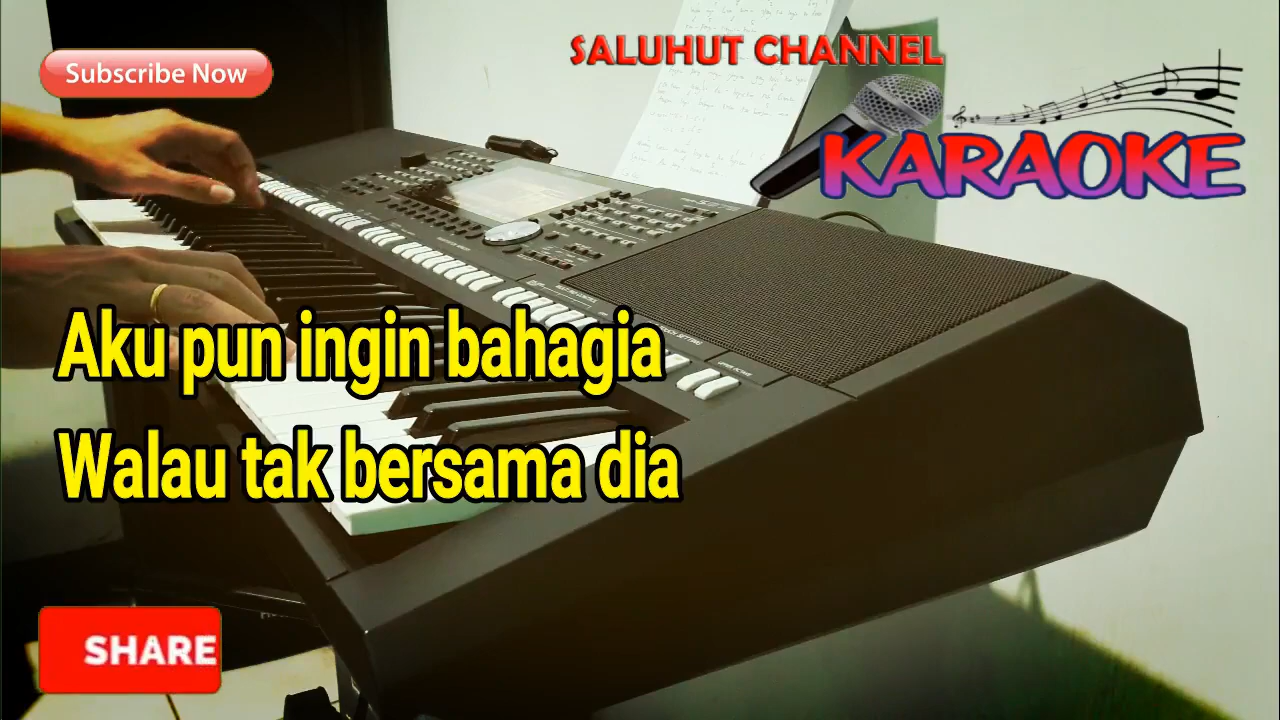 SALUHUT CHANNEL
Subscribe Now
KARAOKE
Aku pun ingin bahagia
Walau tak bersama dia
SHARE